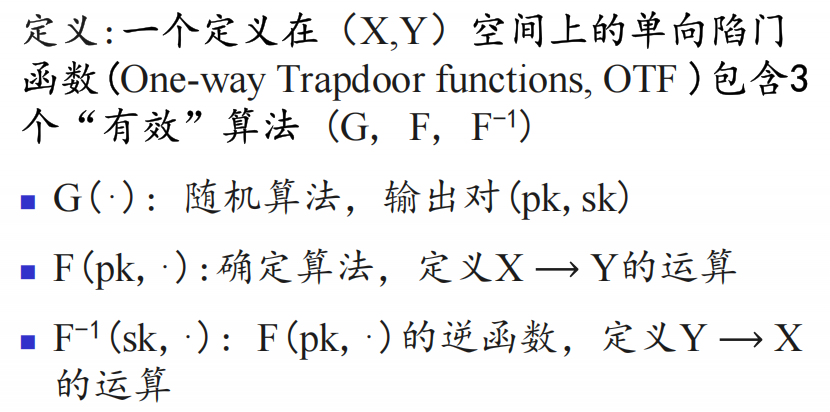 定义:一个定义在（X,Y）空间上的单向陷门
函数(One-way Trapdoor functions, OTF )包含3
个“有效”算法（G，F，F⁻¹）
■ G(·)：随机算法，输出对(pk, sk)
■ F(pk, ·):确定算法，定义X ⟶ Y的运算
■ F⁻¹(sk, ·)：F(pk, ·)的逆函数，定义Y ⟶ X
的运算